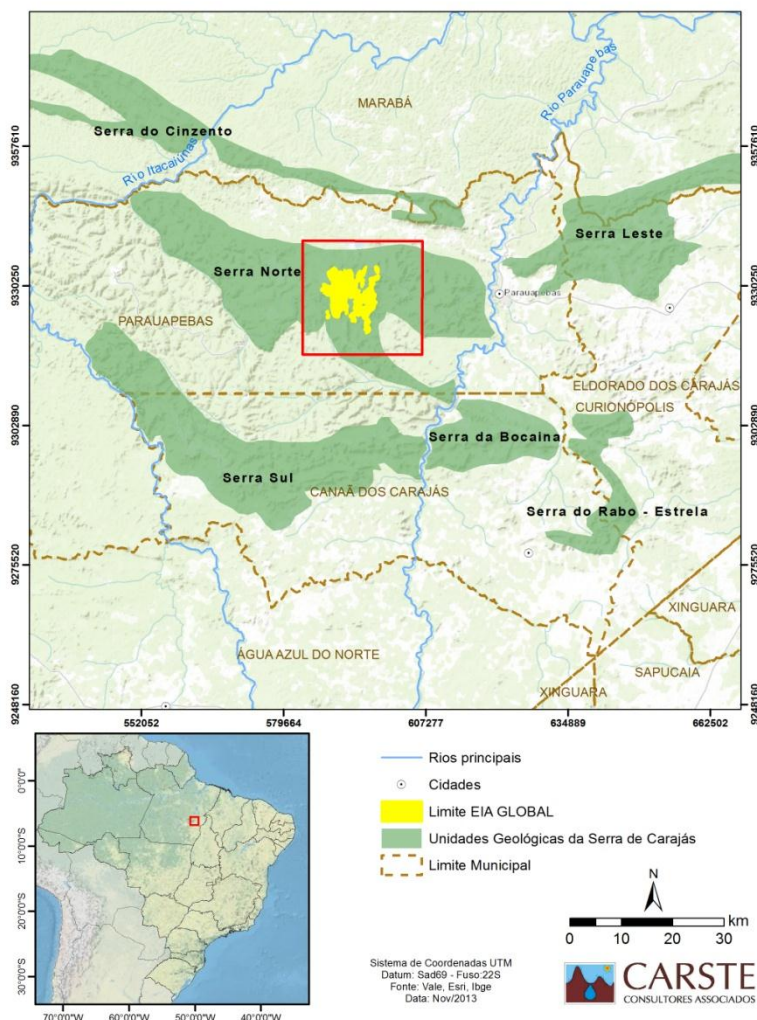 MARABÁ
Rio Parauapebas
Serra do Cinzento
Rio Itacaiúnas
9357610
9357610
Serra Leste
Serra Norte
9330250
9330250
Parauapebas
PARAUAPEBAS
ELDORADO DOS CARAJÁS
CURIONÓPOLIS
9302890
9302890
Serra da Bocaina
Serra Sul
CANAÃ DOS CARAJÁS
Serra do Rabo - Estrela
9275520
9275520
XINGUARA
ÁGUA AZUL DO NORTE
SAPUCAIA
XINGUARA
9248160
9248160
552052
579664
607277
634889
662502
0°0'0"
10°0'0"S
20°0'0"S
30°0'0"S
70°0'0"W
60°0'0"W
50°0'0"W
40°0'0"W
Rios principais
Cidades
Limite EIA GLOBAL
Unidades Geológicas da Serra de Carajás
Limite Municipal
N
km
0 10 20 30
Sistema de Coordenadas UTM
Datum: Sad69 - Fuso:22S
Fonte: Vale, Esri, Ibge
Data: Nov/2013
CARSTE
CONSULTORES ASSOCIADOS